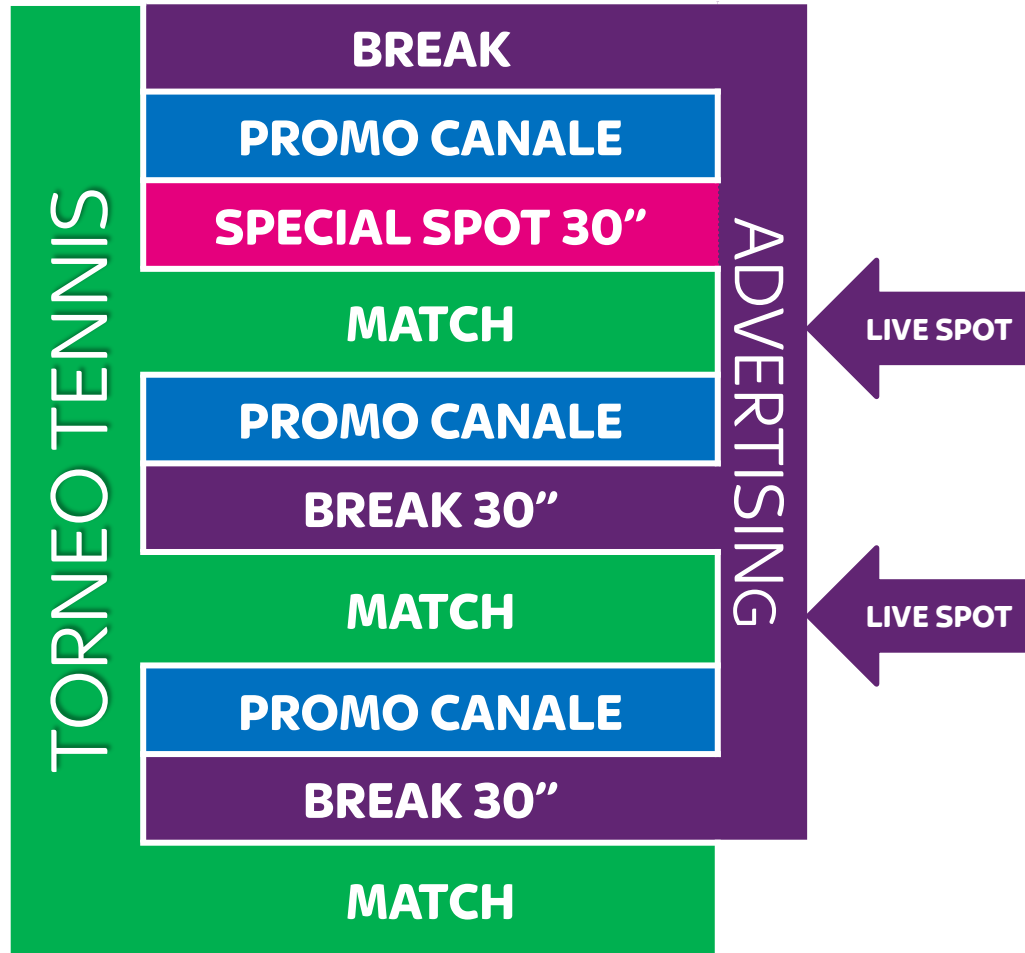 TORNEO TENNIS
BREAK
PROMO CANALE
SPECIAL SPOT 30”
MATCH
PROMO CANALE
BREAK 30”
MATCH
PROMO CANALE
BREAK 30”
MATCH
ADVERTISING
LIVE SPOT
LIVE SPOT